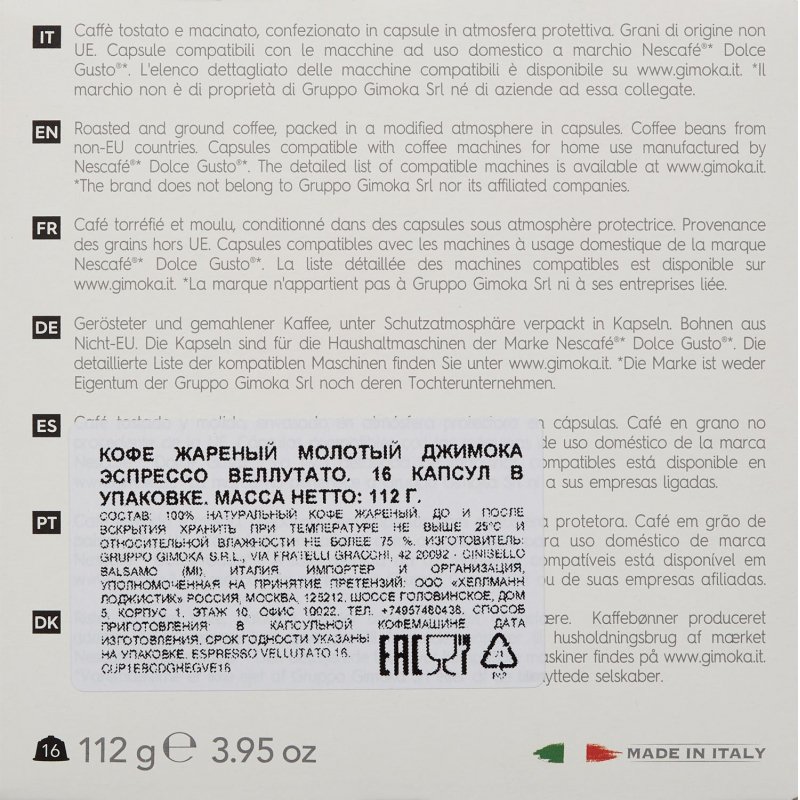 IT
Caffè tostato e macinato, confezionato in capsule in atmosfera protettiva. Grani di origine non
UE. Capsule compatibili con le macchine ad uso domestico a marchio Nescafé®* Dolce
Gusto®*. L'elenco dettagliato delle macchine compatibili è disponibile su www.gimoka.it. *Il
marchio non è di proprietà di Gruppo Gimoka Srl né di aziende ad essa collegate.
EN
Roasted and ground coffee, packed in a modified atmosphere in capsules. Coffee beans from
non-EU countries. Capsules compatible with coffee machines for home use manufactured by
Nescafé®* Dolce Gusto®*. The detailed list of compatible machines is available at www.gimoka.it.
*The brand does not belong to Gruppo Gimoka Srl nor its affiliated companies.
FR
Café torréfié et moulu, conditionné dans des capsules sous atmosphère protectrice. Provenance
des grains hors UE. Capsules compatibles avec les machines à usage domestique de la marque
Nescafé®* Dolce Gusto®*. La liste détaillée des machines compatibles est disponible sur
www.gimoka.it. *La marque n'appartient pas à Gruppo Gimoka Srl ni à ses entreprises liée.
DE
Gerösteter und gemahlener Kaffee, unter Schutzatmosphäre verpackt in Kapseln. Bohnen aus
Nicht-EU. Die Kapseln sind für die Haushaltmaschinen der Marke Nescafé®* Dolce Gusto®*. Die
detaillierte Liste der kompatiblen Maschinen finden Sie unter www.gimoka.it. *Die Marke ist weder
Eigentum der Gruppo Gimoka Srl noch deren Tochterunternehmen.
ES
Café tostado y molido, envasado, en atmósfera protectora en cápsulas. Café en grano no
de uso doméstico de la marca
compatibles está disponible en
a sus empresas ligadas.
КОФЕ ЖАРЕНЫЙ МОЛОТЫЙ ДЖИМОКА
ЭСПРЕССО ВЕЛЛУТАТО. 16 КАПСУЛ В
УПАКОВКЕ. МАССА НЕТТО: 112 Г.
СОСТАВ: 100% НАТУРАЛЬНЫЙ КОФЕ ЖАРЕНЫЙ. ДО И ПОСЛЕ
ВСКРЫТИЯ ХРАНИТЬ ПРИ ТЕМПЕРАТУРЕ НЕ ВЫШЕ 25°C И
ОТНОСИТЕЛЬНОЙ ВЛАЖНОСТИ НЕ БОЛЕЕ 75 %. ИЗГОТОВИТЕЛЬ:
GRUPPO GIMOKA S.R.L., VIA FRATELLI GRACCHI, 42 20092 - CINISELLO
BALSAMO (MI), ИТАЛИЯ. ИМПОРТЕР И ОРГАНИЗАЦИЯ,
УПОЛНОМОЧЕННАЯ НА ПРИНЯТИЕ ПРЕТЕНЗИЙ: ООО «ХЕЛЛМАНН
ЛОДЖИСТИК» РОССИЯ, МОСКВА, 125212, ШОССЕ ГОЛОВИНСКОЕ, ДОМ
5, КОРПУС 1, ЭТАЖ 10, ОФИС 10022, ТЕЛ. +74957480438. СПОСОБ
ПРИГОТОВЛЕНИЯ: В КАПСУЛЬНОЙ КОФЕМАШИНЕ ДАТА
ИЗГОТОВЛЕНИЯ, СРОК ГОДНОСТИ УКАЗАНЫ
НА УПАКОВКЕ. ESPRESSO VELLUTATO 16.
CUP1EBCDGHEGVE16
EAC
PAP
PT
protetora. Café em grão de
uso doméstico de marca
compatíveis está disponível em
ou de suas empresas afiliadas.
DK
Kaffebønner produceret
husholdningsbrug af mærket
maskiner findes på www.gimoka.it.
selskaber.
16 112 g ℮ 3.95 oz
MADE IN ITALY